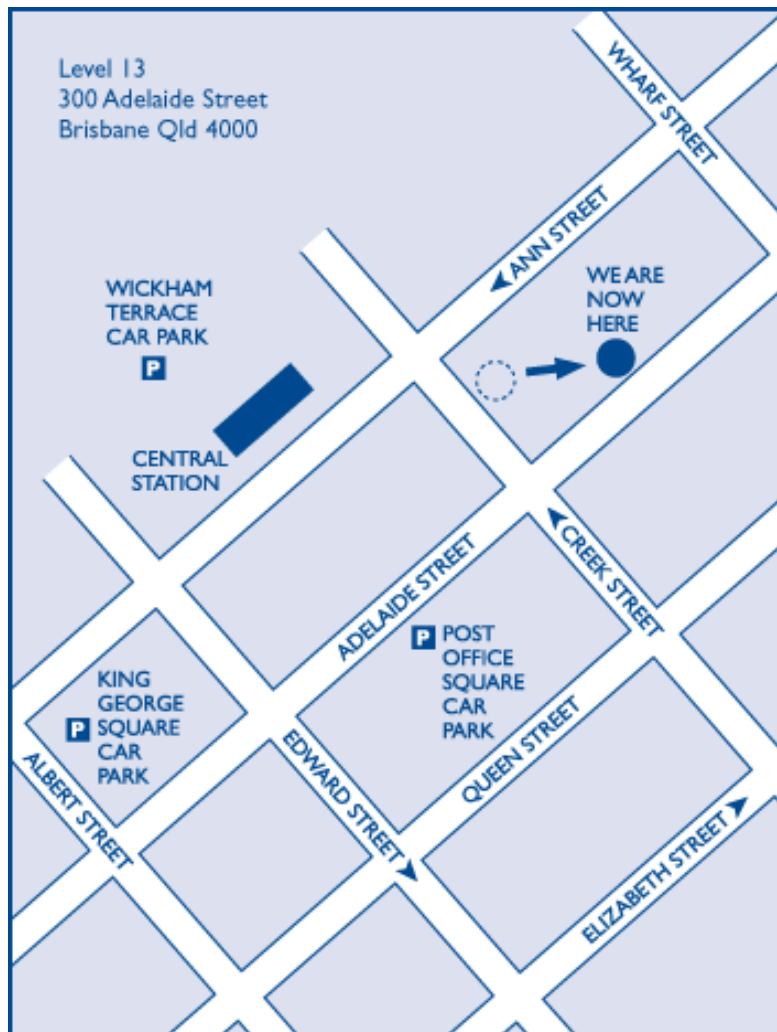 Level 13
300 Adelaide Street
Brisbane Qld 4000
WHARF STREET
ANN STREET
WE ARE
NOW
HERE
WICKHAM
TERRACE
CAR PARK
P
CENTRAL
STATION
ADELAIDE STREET
CREEK STREET
P
POST
OFFICE
SQUARE
CAR
PARK
KING
GEORGE
SQUARE
CAR
PARK
P
ALBERT STREET
EDWARD STREET
QUEEN STREET
ELIZABETH STREET